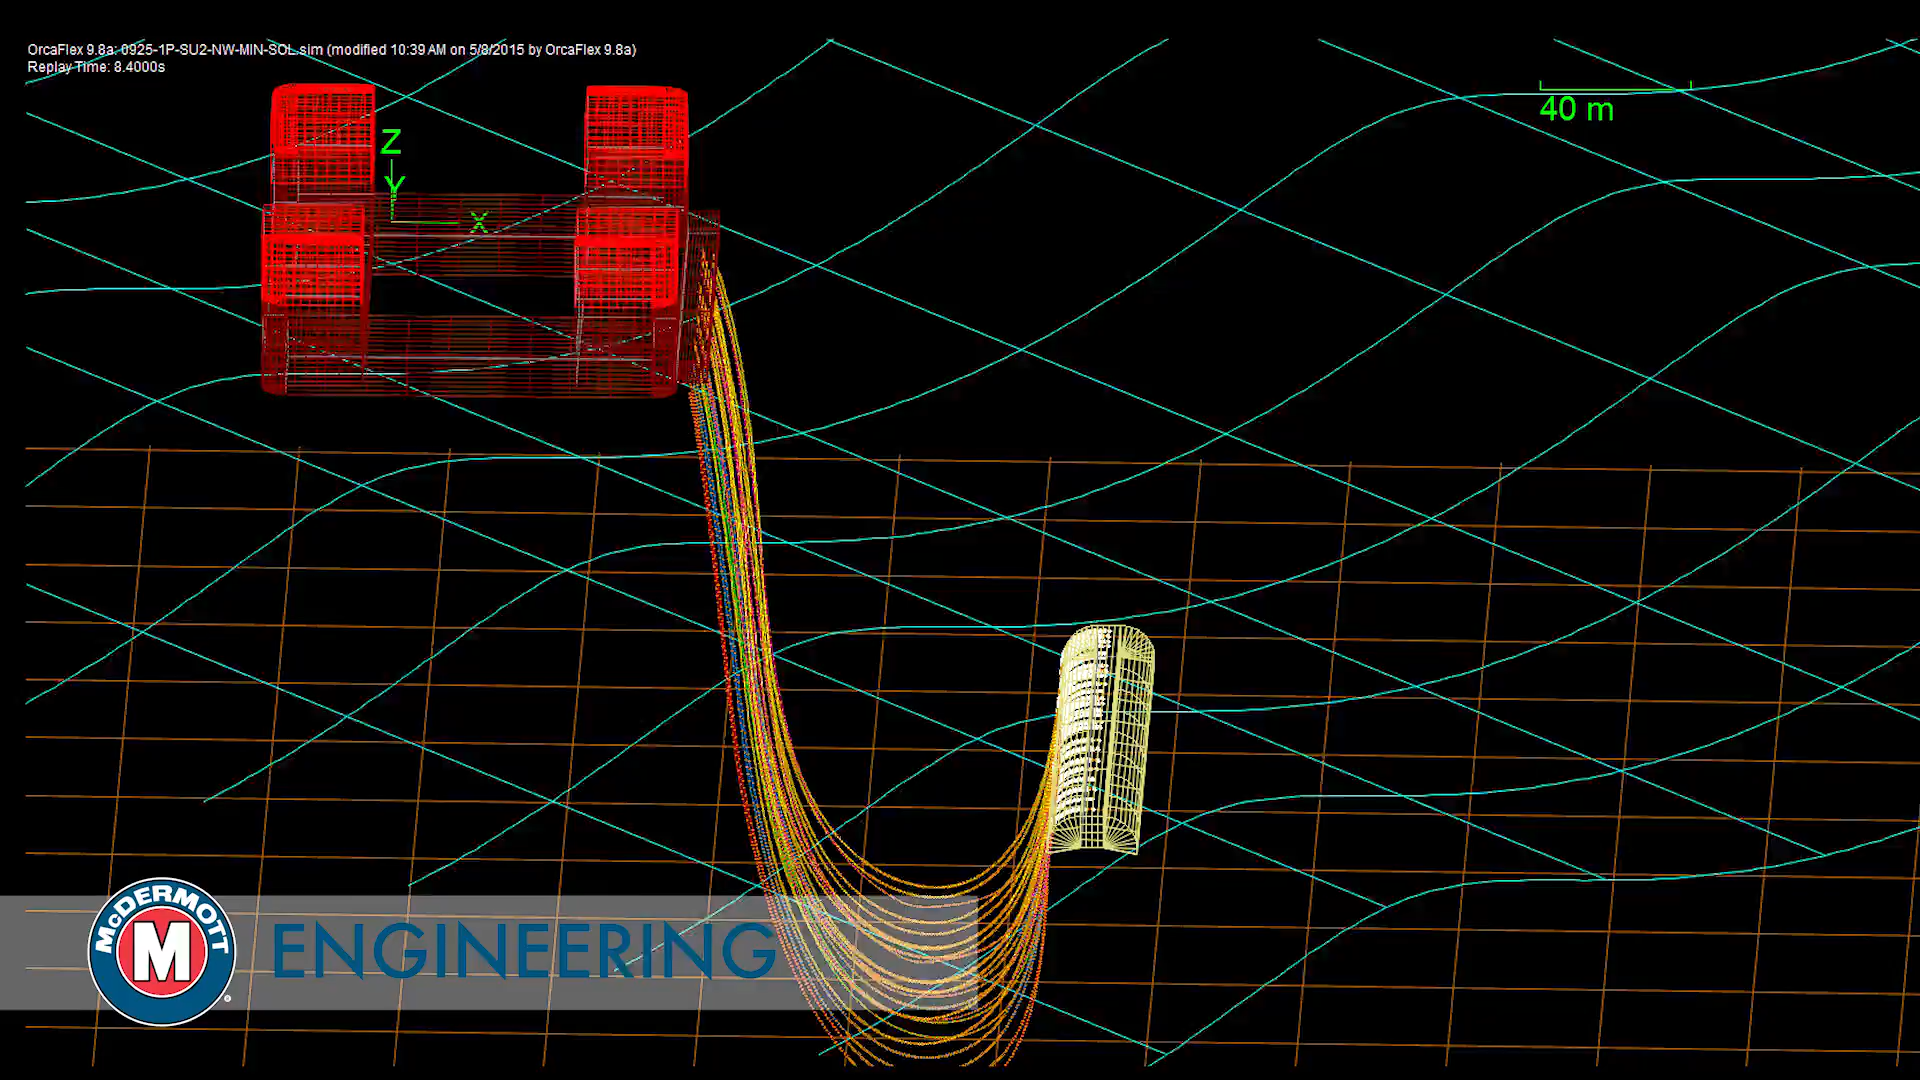 OrcaFlex 9.8a: 0925-1P-SU2-NW-MIN-SOL.sim (modified 10:39 AM on 5/8/2015 by OrcaFlex 9.8a)
Replay Time: 8.4000s
40 m
Z
Y
X
McDERMOTT
M
®
ENGINEERING